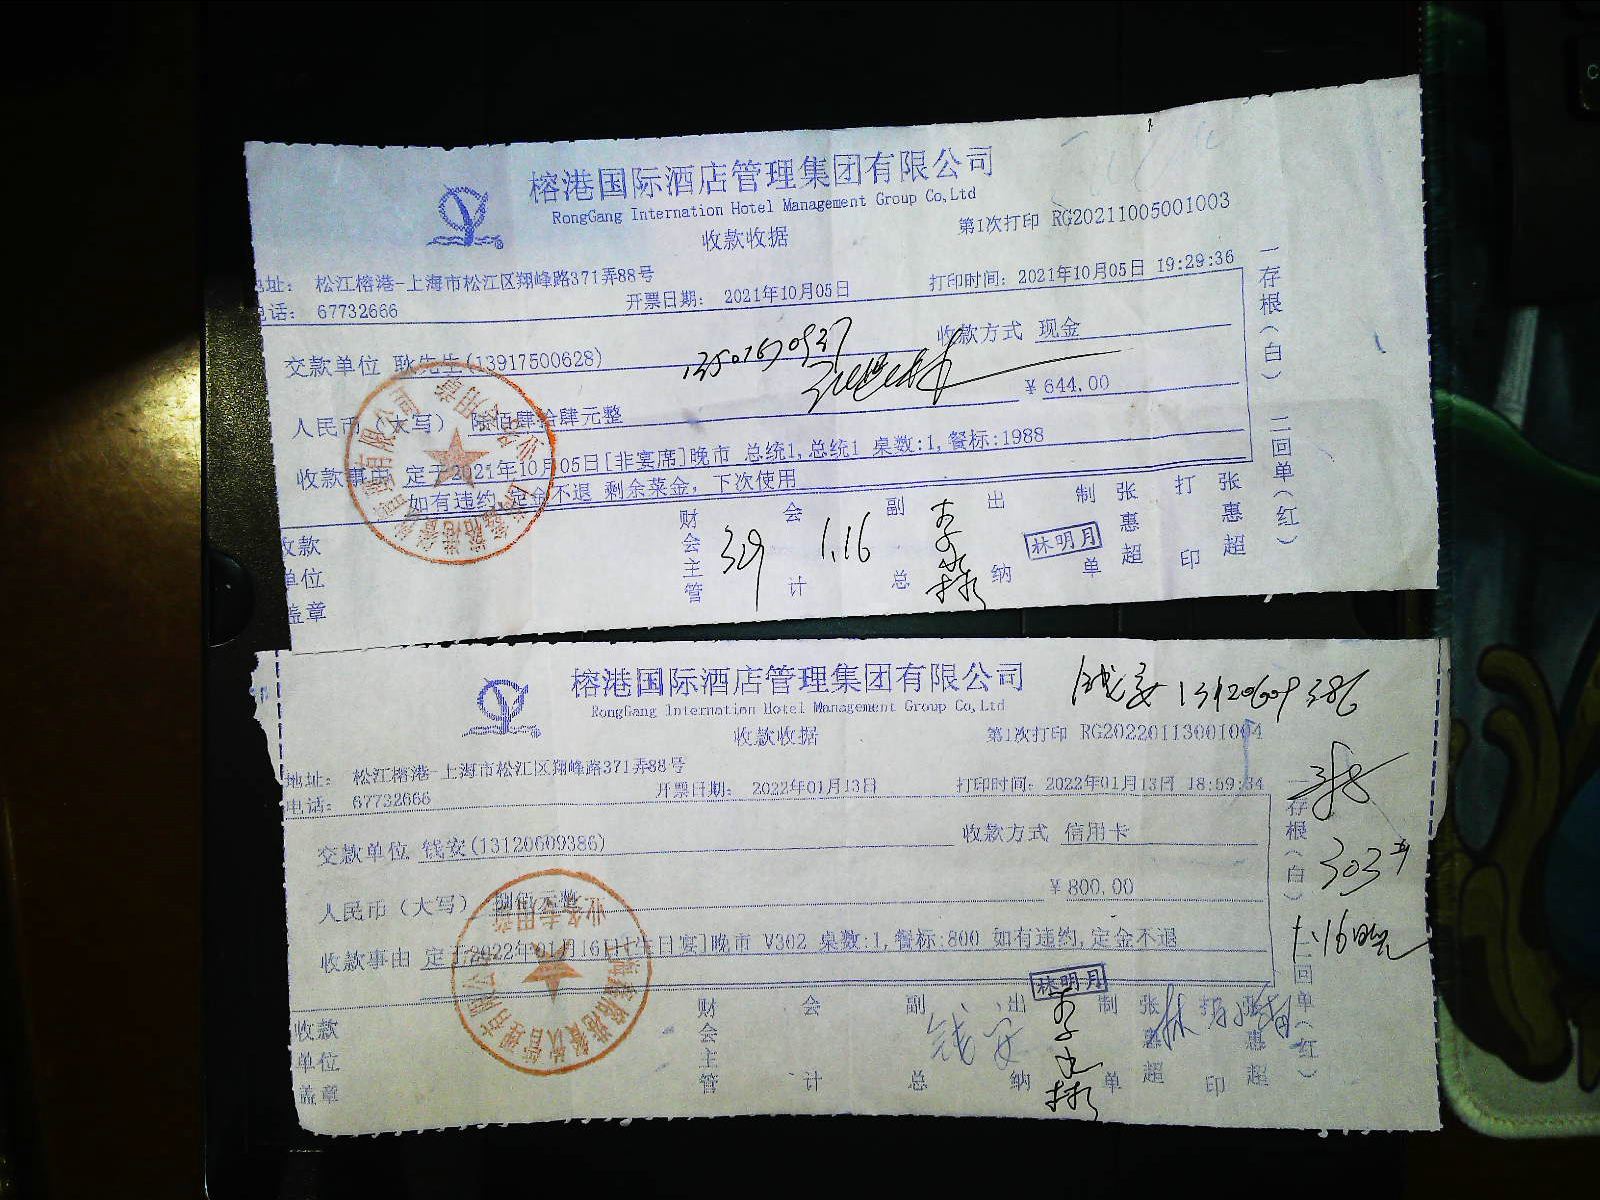 榕港国际酒店管理集团有限公司
RongGang Internation Hotel Management Group Co,Ltd
收款收据
第1次打印 RG20211005001003
地址: 松江榕港-上海市松江区翔峰路371弄88号
电话: 67732666
开票日期: 2021年10月05日
打印时间: 2021年10月05日 19:29:36
交款单位 耿先生(13917500628)
收款方式 现金
人民币(大写) 陆佰肆拾肆元整
¥644.00
收款事由 定于2021年10月05日[非宴席]晚市 总统1,总统1 桌数:1,餐标:1988
如有违约,定金不退 剩余菜金,下次使用
收款单位盖章
财会主管
会计
1.16
副总
出纳
林明月
制单
张惠超
打印
张惠超
一存根(白) 二回单(红)
榕港国际酒店管理集团有限公司
RongGang Internation Hotel Management Group Co,Ltd
钱安 13120609386
收款收据
第1次打印 RG20220113001004
地址: 松江榕港-上海市松江区翔峰路371弄88号
电话: 67732666
开票日期: 2022年01月13日
打印时间: 2022年01月13日 18:59:34
交款单位 钱安(13120609386)
收款方式 信用卡
人民币(大写) 捌佰元整
¥800.00
收款事由 定于2022年01月16日[生日宴]晚市 V302 桌数:1,餐标:800 如有违约,定金不退
收款单位盖章
财会主管
会计
副总
钱安
出纳
林明月
制单
张惠超
打印
张惠超
一存根(白) 二回单(红)